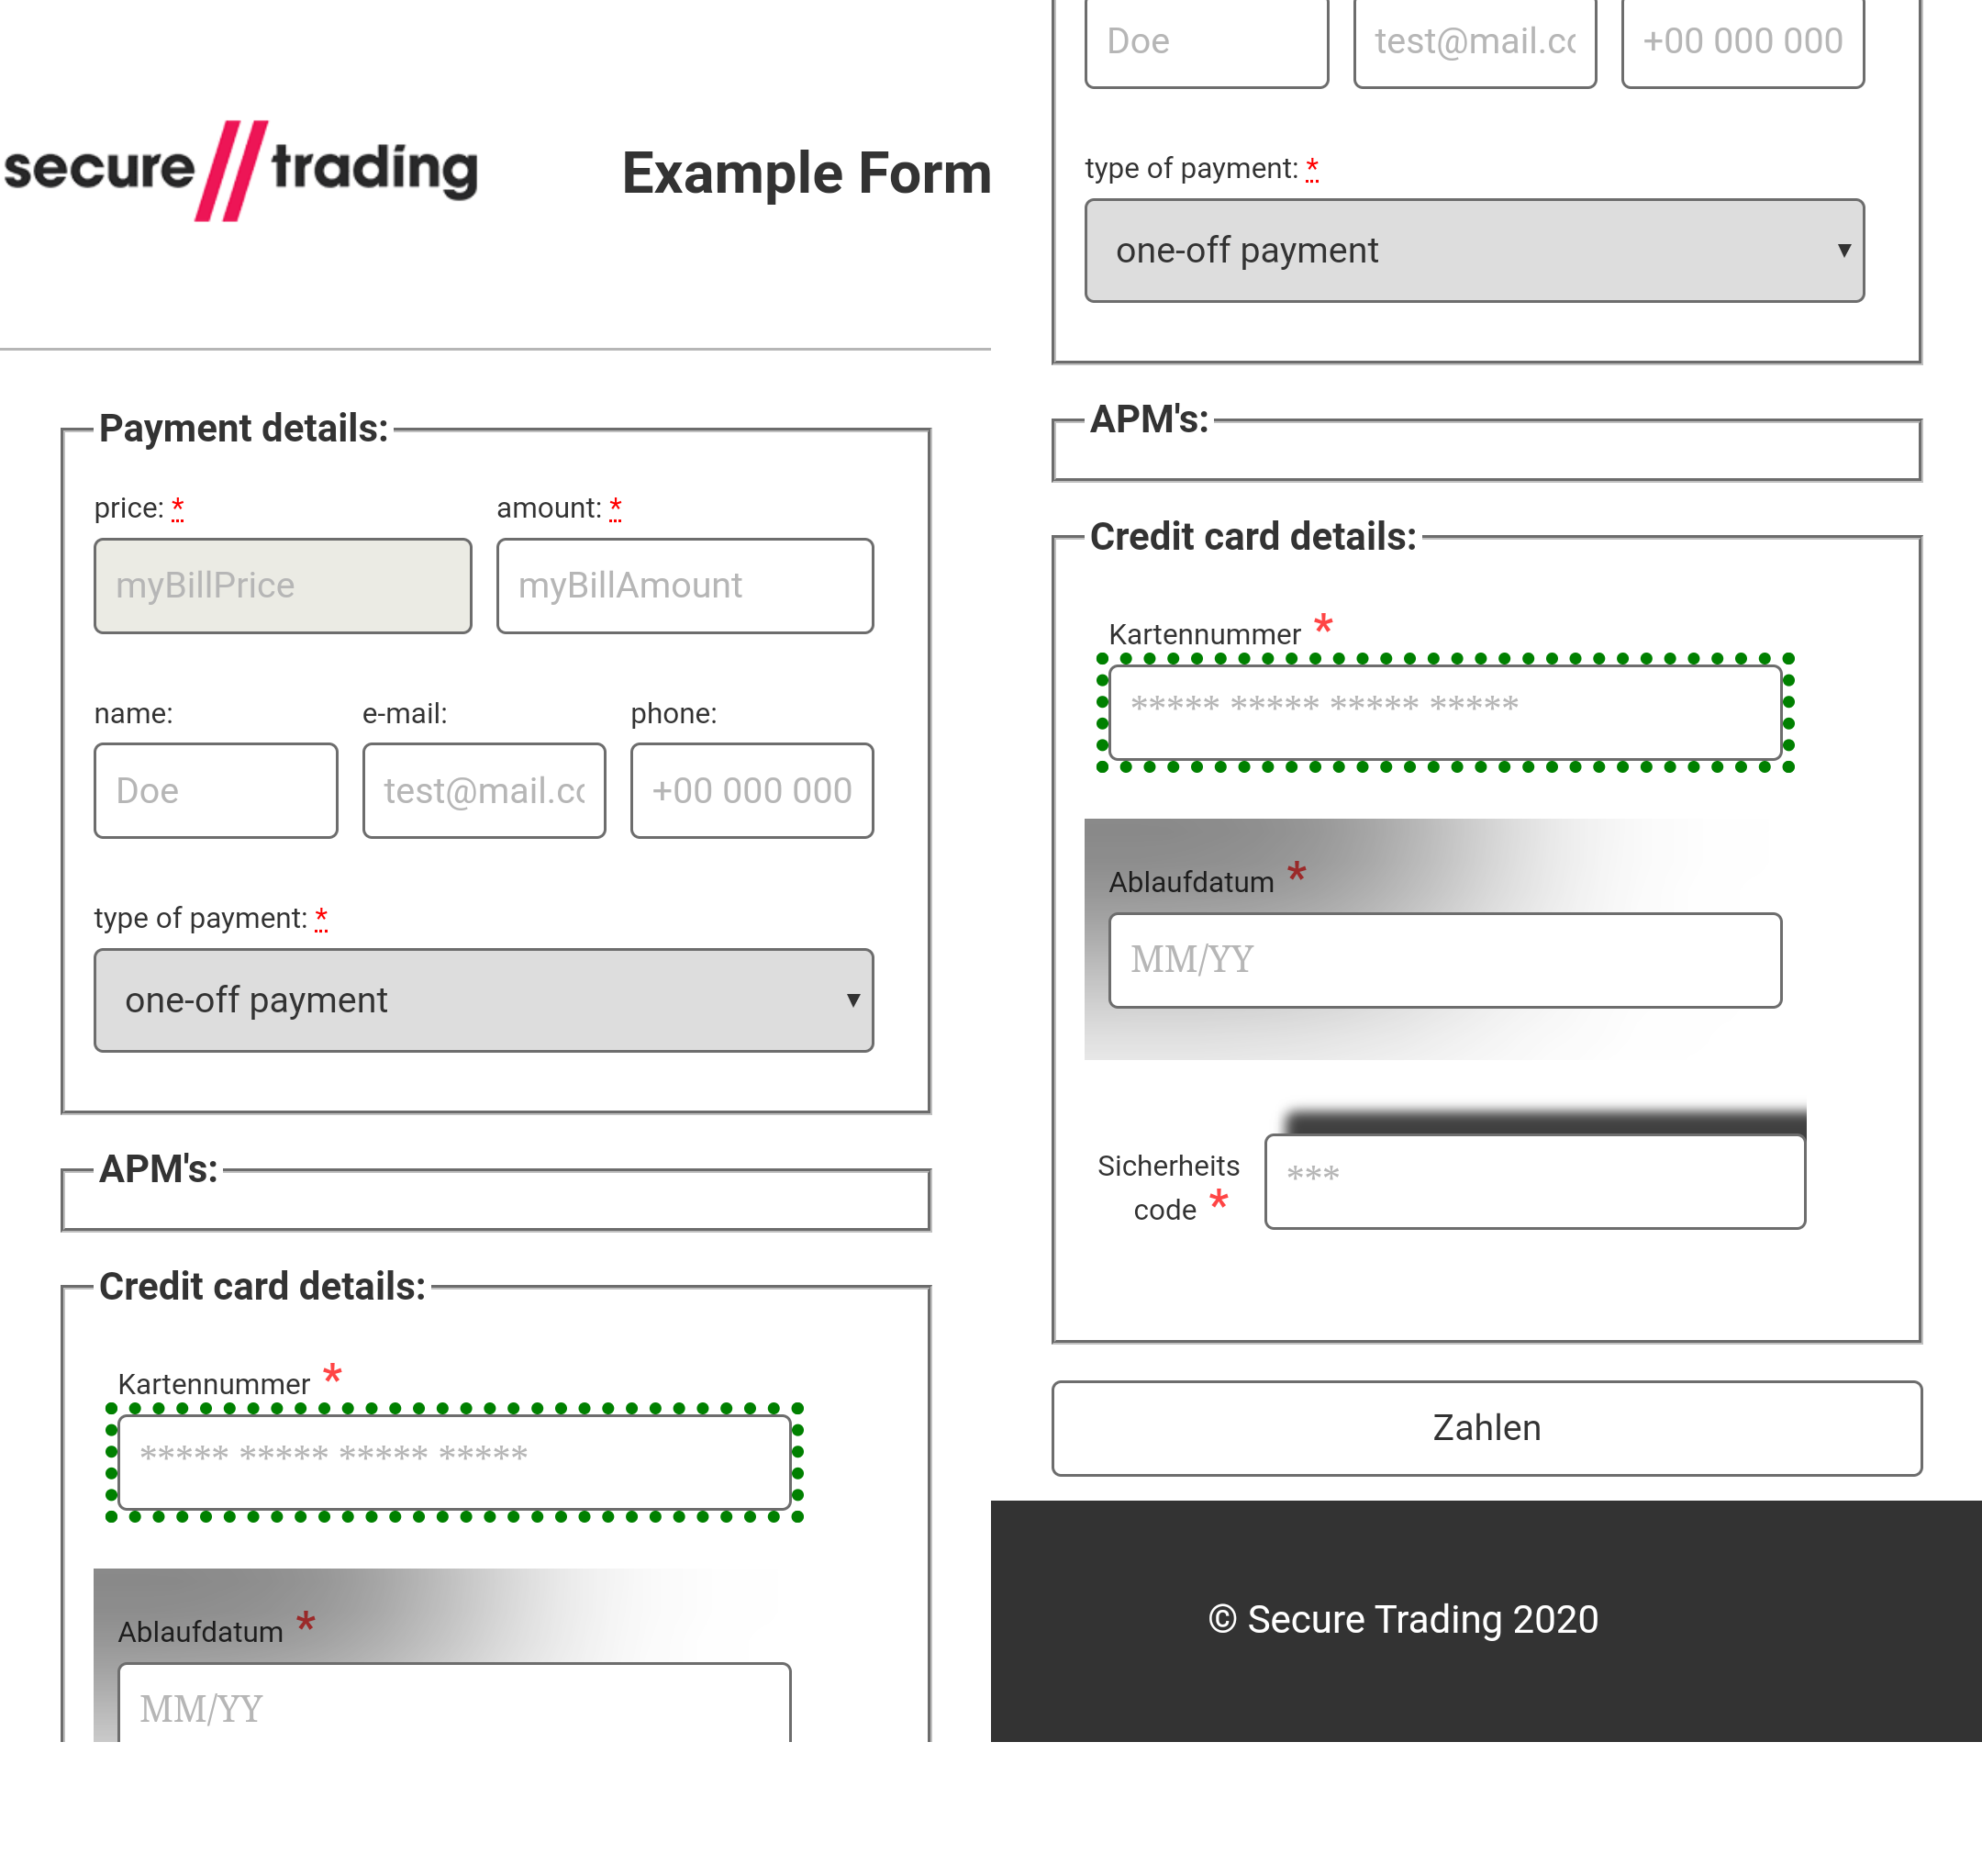 secure//trading Example Form
Payment details:
price: * amount: *
myBillPrice myBillAmount
name: e-mail: phone:
Doe test@mail.cc +00 000 000
type of payment: *
one-off payment
APM's:
Credit card details:
Kartennummer *
***** ***** ***** *****
Ablaufdatum *
MM/YY
Doe test@mail.cc +00 000 000
type of payment: *
one-off payment
APM's:
Credit card details:
Kartennummer *
***** ***** ***** *****
Ablaufdatum *
MM/YY
Sicherheits
code *
***
Zahlen
© Secure Trading 2020